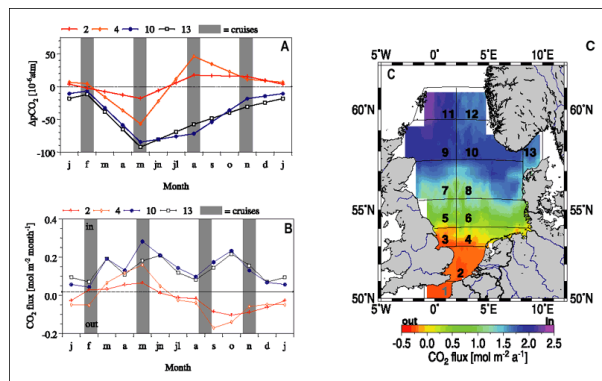 2 4 10 13 = cruises
A
ΔpCO2 [10-6atm]
50
0
-50
-100
j f m a m jn jl a s o n d j
Month
2 4 10 13 = cruises
B
in
out
CO2 flux [mol m-2 month-1]
0.4
0.2
0.0
-0.2
j f m a m j j a s o n d j
Month
C
5°W 0° 5°E 10°E
C
60°N 60°N
55°N 55°N
50°N 50°N
5°W 0° 5°E 10°E
11 12
13
9 10
7 8
5 6
3 4
2
1
out in
-0.5 0.0 0.5 1.0 1.5 2.0 2.5
CO2 flux [mol m-2 a-1]